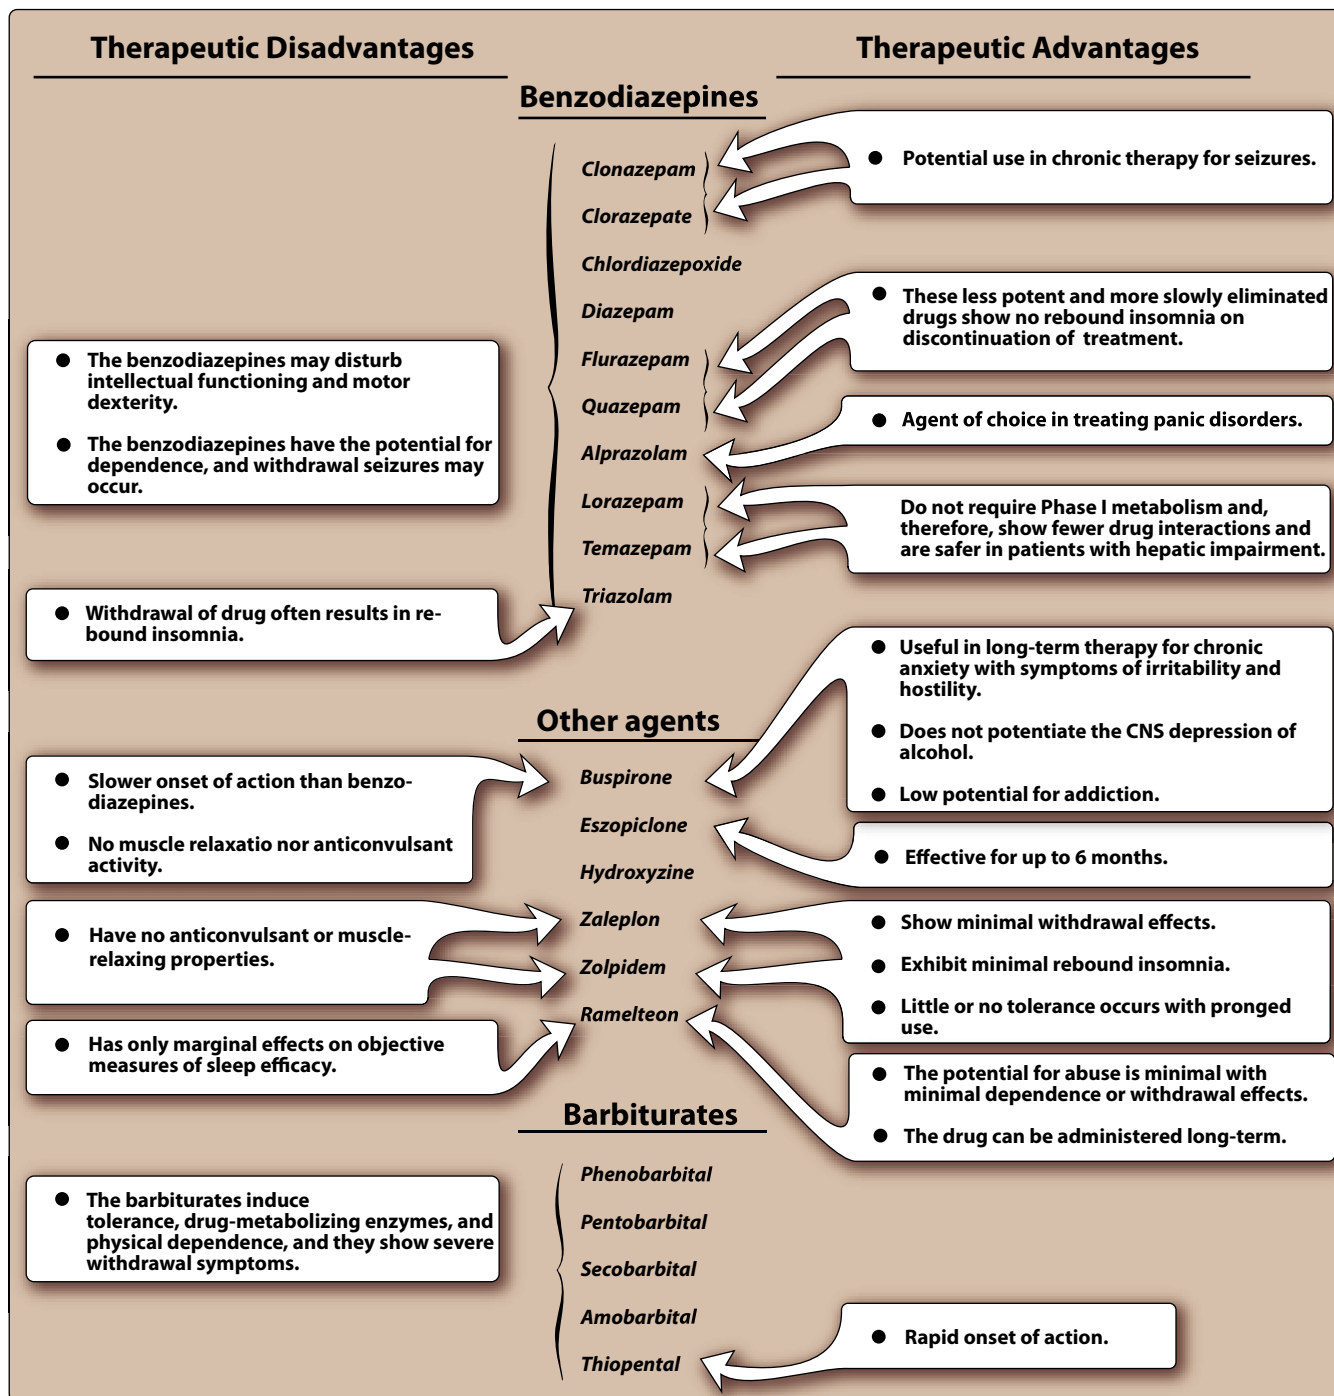 Therapeutic Disadvantages
Therapeutic Advantages
Benzodiazepines
Clonazepam
Clorazepate
Chlordiazepoxide
Diazepam
Flurazepam
Quazepam
Alprazolam
Lorazepam
Temazepam
Triazolam
● Potential use in chronic therapy for seizures.
● These less potent and more slowly eliminated
drugs show no rebound insomnia on
discontinuation of treatment.
● Agent of choice in treating panic disorders.
Do not require Phase I metabolism and,
therefore, show fewer drug interactions and
are safer in patients with hepatic impairment.
● The benzodiazepines may disturb
intellectual functioning and motor
dexterity.
● The benzodiazepines have the potential for
dependence, and withdrawal seizures may
occur.
● Withdrawal of drug often results in re-
bound insomnia.
Other agents
Buspirone
Eszopiclone
Hydroxyzine
Zaleplon
Zolpidem
Ramelteon
● Useful in long-term therapy for chronic
anxiety with symptoms of irritability and
hostility.
● Does not potentiate the CNS depression of
alcohol.
● Low potential for addiction.
● Effective for up to 6 months.
● Show minimal withdrawal effects.
● Exhibit minimal rebound insomnia.
● Little or no tolerance occurs with pronged
use.
● The potential for abuse is minimal with
minimal dependence or withdrawal effects.
● The drug can be administered long-term.
● Slower onset of action than benzo-
diazepines.
● No muscle relaxatio nor anticonvulsant
activity.
● Have no anticonvulsant or muscle-
relaxing properties.
● Has only marginal effects on objective
measures of sleep efficacy.
Barbiturates
Phenobarbital
Pentobarbital
Secobarbital
Amobarbital
Thiopental
● The barbiturates induce
tolerance, drug-metabolizing enzymes, and
physical dependence, and they show severe
withdrawal symptoms.
● Rapid onset of action.